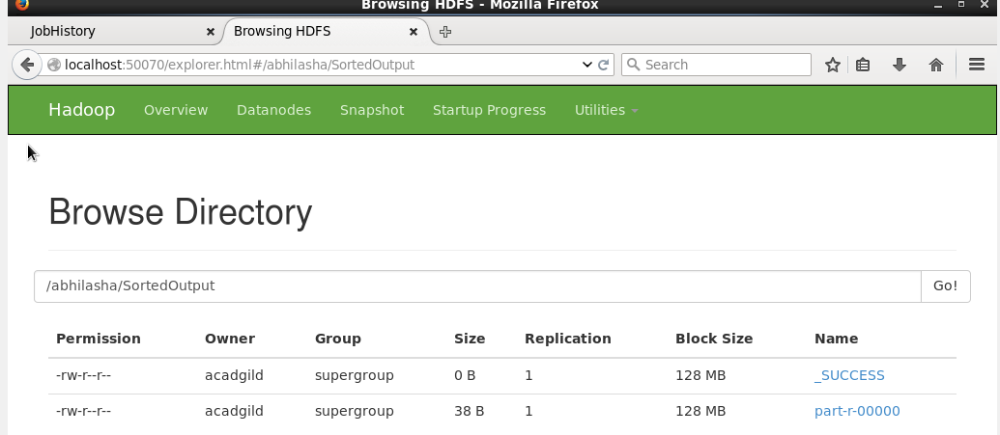 Browsing HDFS - Mozilla Firefox
JobHistory Browsing HDFS
localhost:50070/explorer.html#/abhilasha/SortedOutput Search
Hadoop Overview Datanodes Snapshot Startup Progress Utilities
Browse Directory
/abhilasha/SortedOutput Go!
Permission Owner Group Size Replication Block Size Name
-rw-r--r-- acadgild supergroup 0 B 1 128 MB _SUCCESS
-rw-r--r-- acadgild supergroup 38 B 1 128 MB part-r-00000